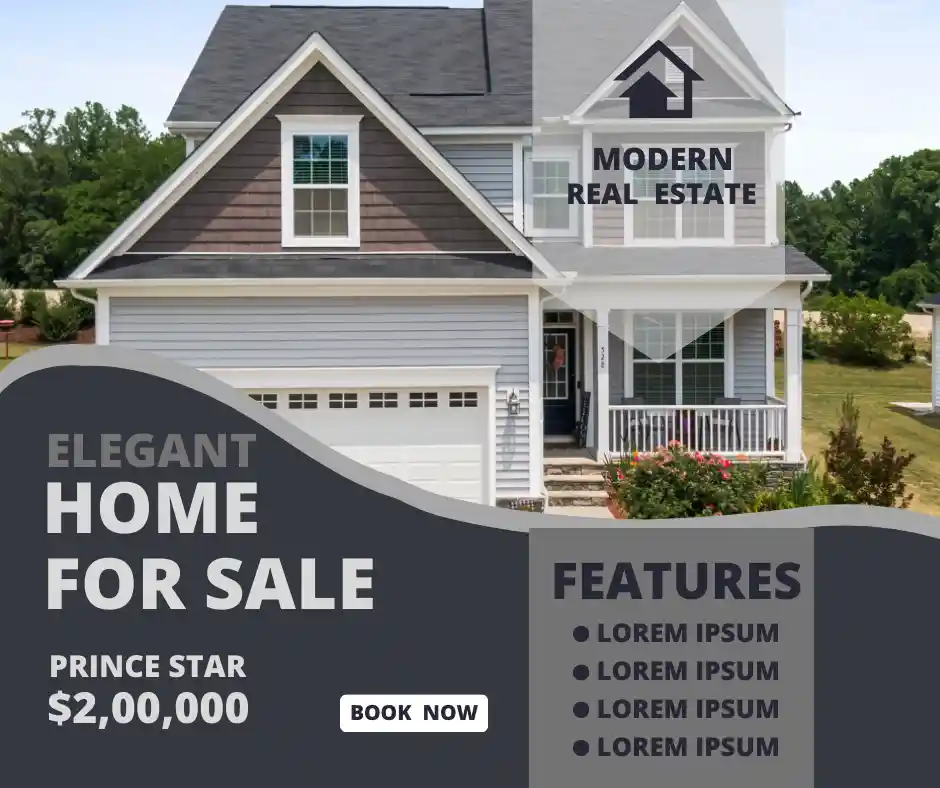 MODERN
REAL ESTATE
528
ELEGANT
HOME
FOR SALE
PRINCE STAR
$2,00,000
BOOK NOW
FEATURES
● LOREM IPSUM
● LOREM IPSUM
● LOREM IPSUM
● LOREM IPSUM